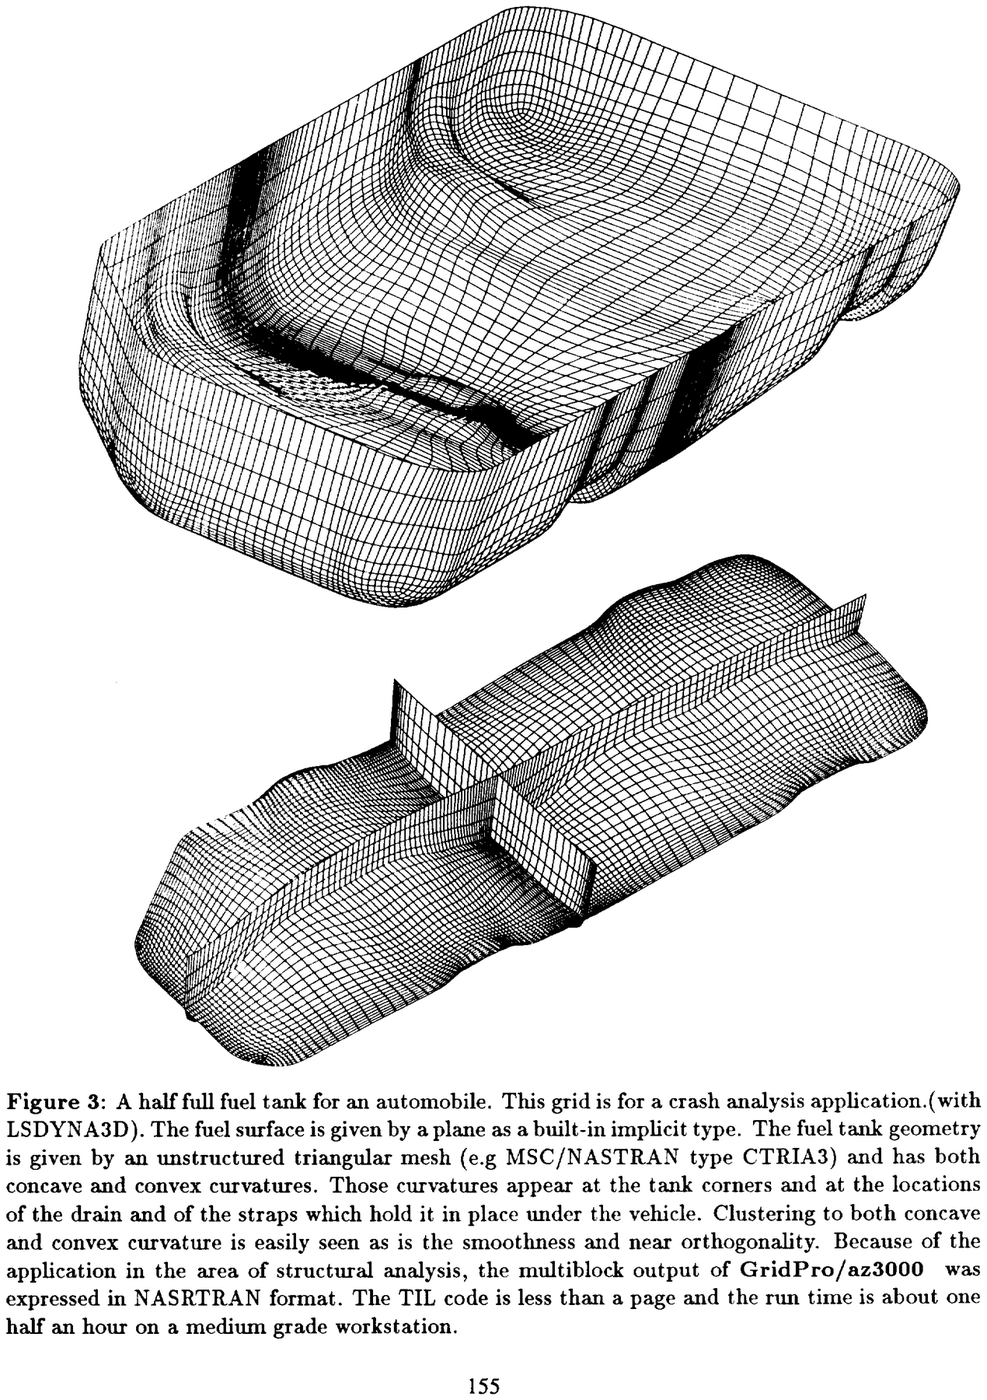 Figure 3: A half full fuel tank for an automobile. This grid is for a crash analysis application.(with
LSDYNA3D). The fuel surface is given by a plane as a built-in implicit type. The fuel tank geometry
is given by an unstructured triangular mesh (e.g MSC/NASTRAN type CTRIA3) and has both
concave and convex curvatures. Those curvatures appear at the tank corners and at the locations
of the drain and of the straps which hold it in place under the vehicle. Clustering to both concave
and convex curvature is easily seen as is the smoothness and near orthogonality. Because of the
application in the area of structural analysis, the multiblock output of GridPro/az3000 was
expressed in NASRTRAN format. The TIL code is less than a page and the run time is about one
half an hour on a medium grade workstation.
155